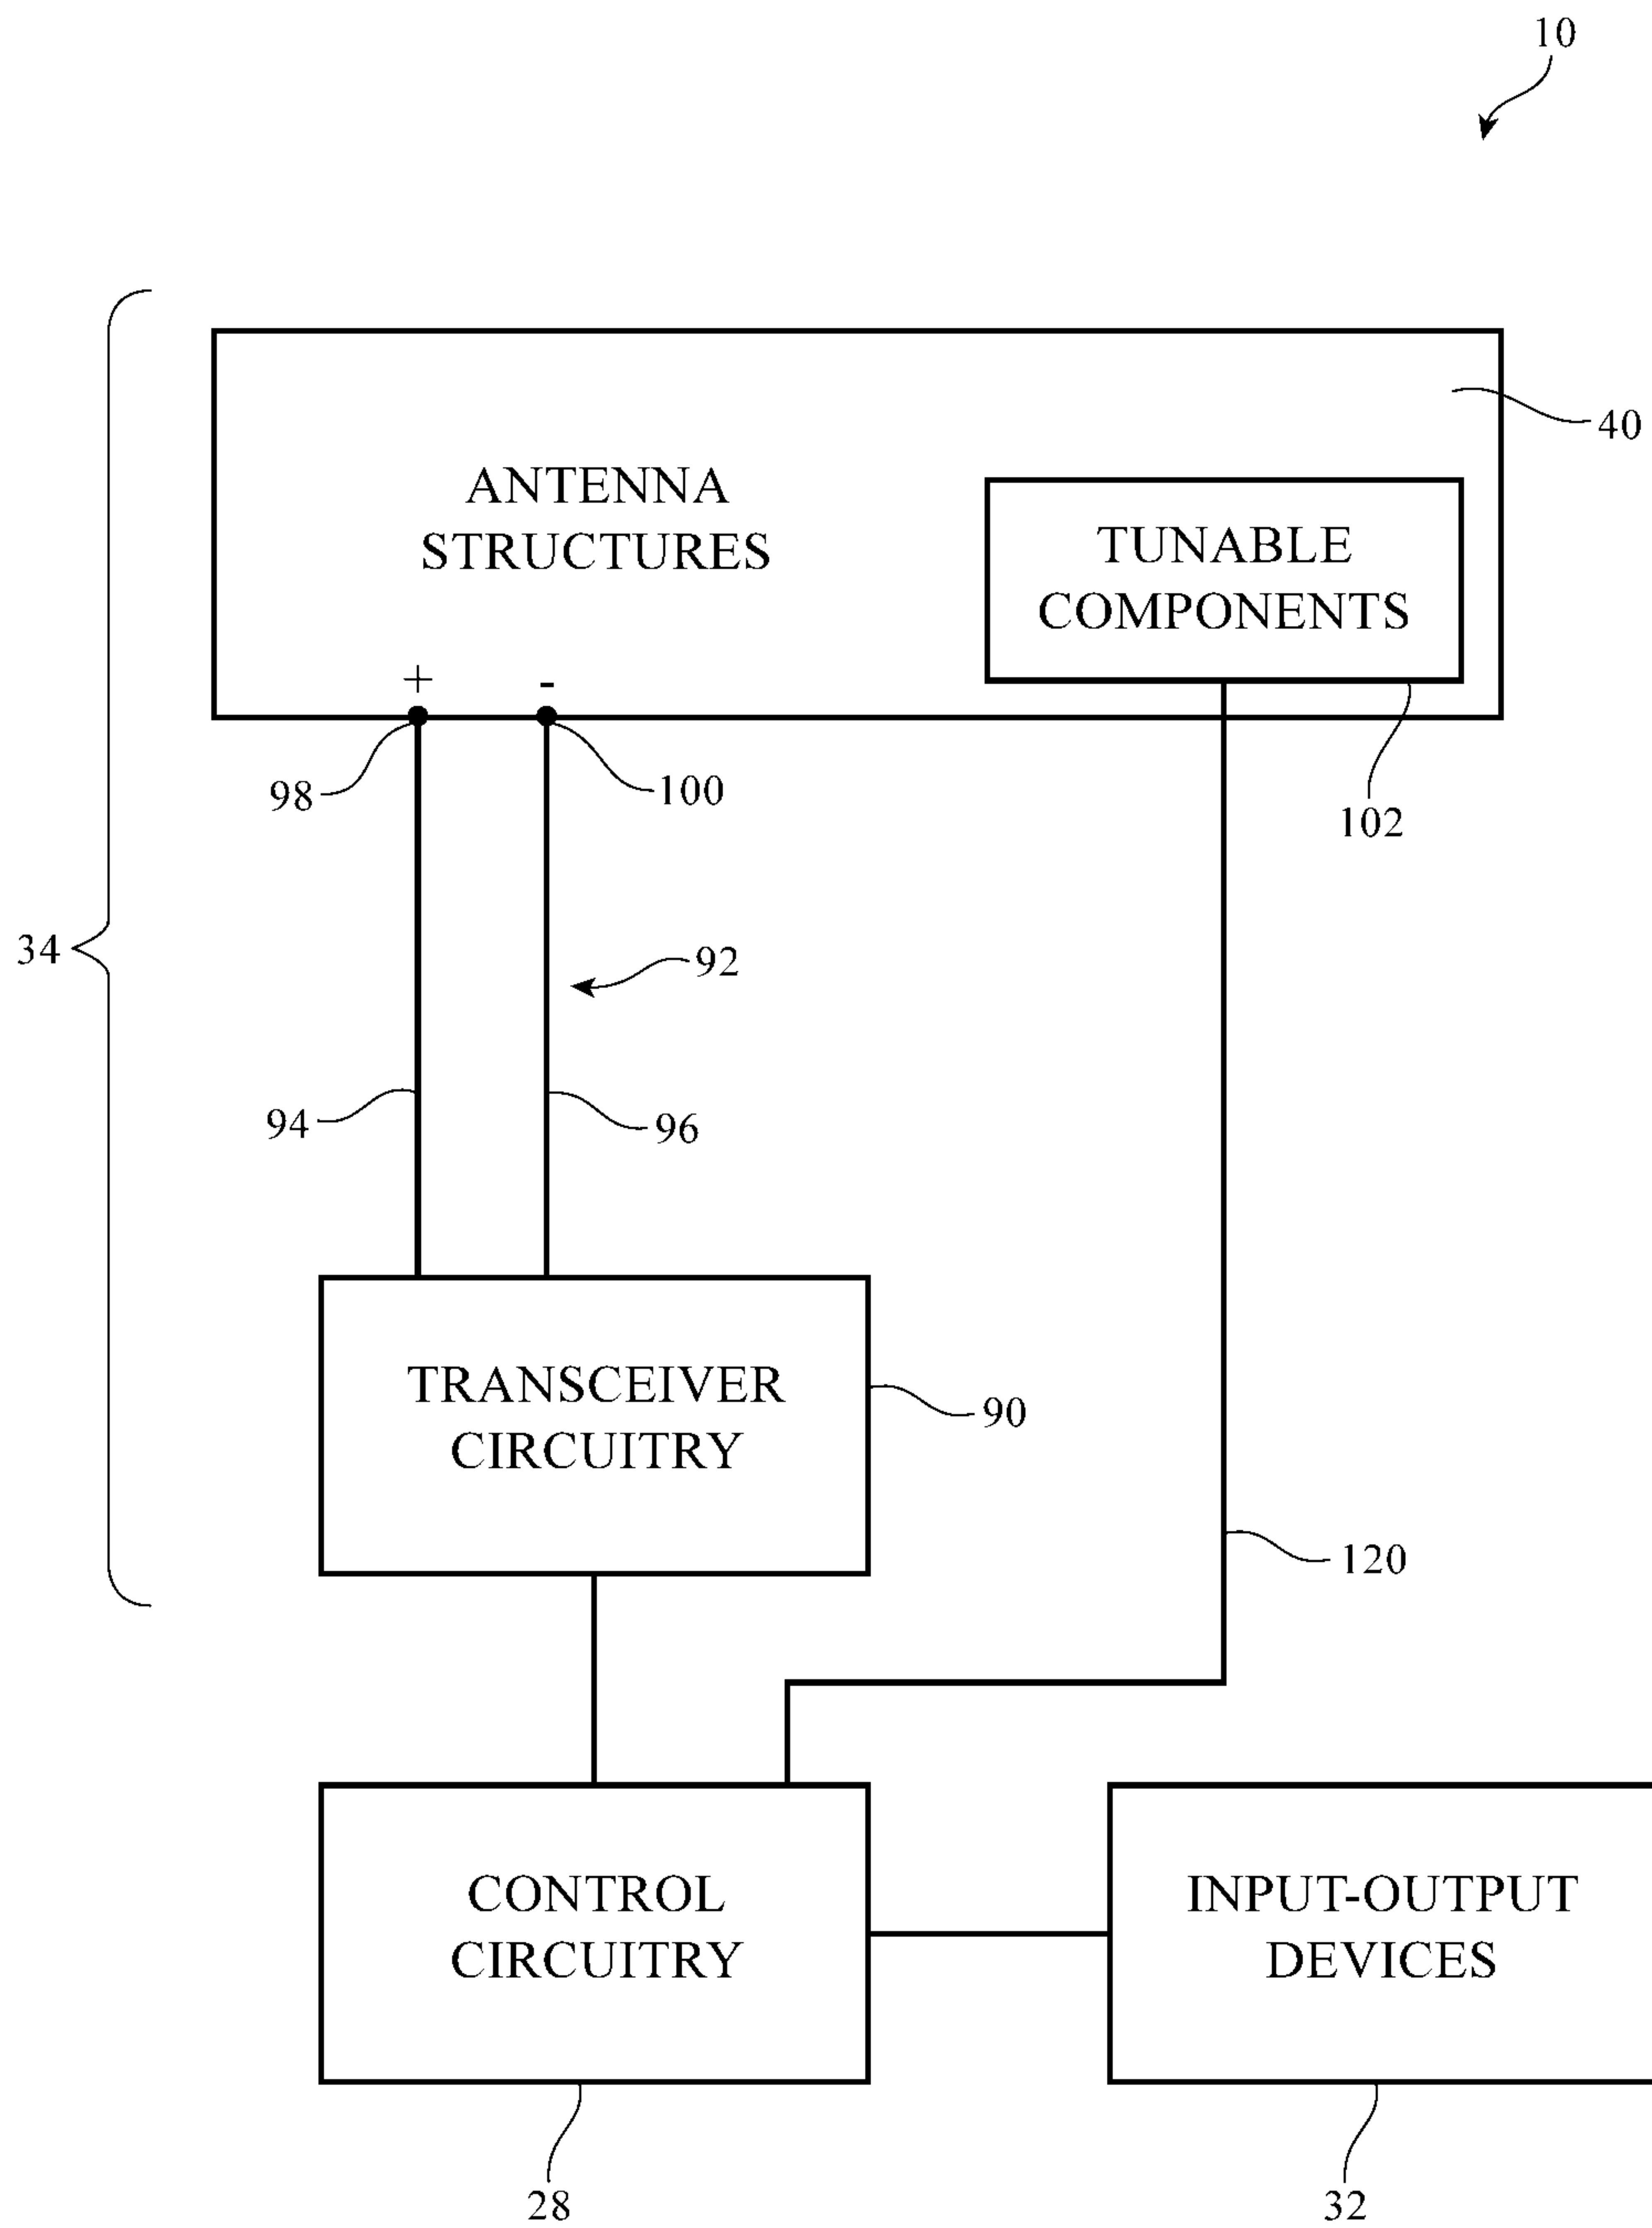 10
40
ANTENNA
STRUCTURES
TUNABLE
COMPONENTS
+
-
98
100
102
34
92
94
96
TRANSCEIVER
CIRCUITRY
90
120
CONTROL
CIRCUITRY
INPUT-OUTPUT
DEVICES
28
32